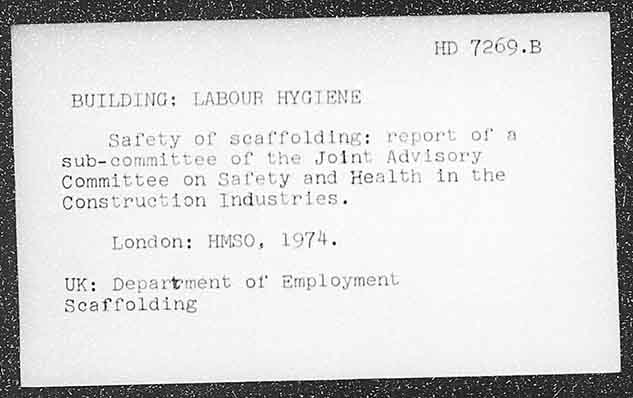 HD 7269.B
BUILDING: LABOUR HYGIENE
Safety of scaffolding: report of a
sub-committee of the Joint Advisory
Committee on Safety and Health in the
Construction Industries.
London: HMSO, 1974.
UK: Department of Employment
Scaffolding